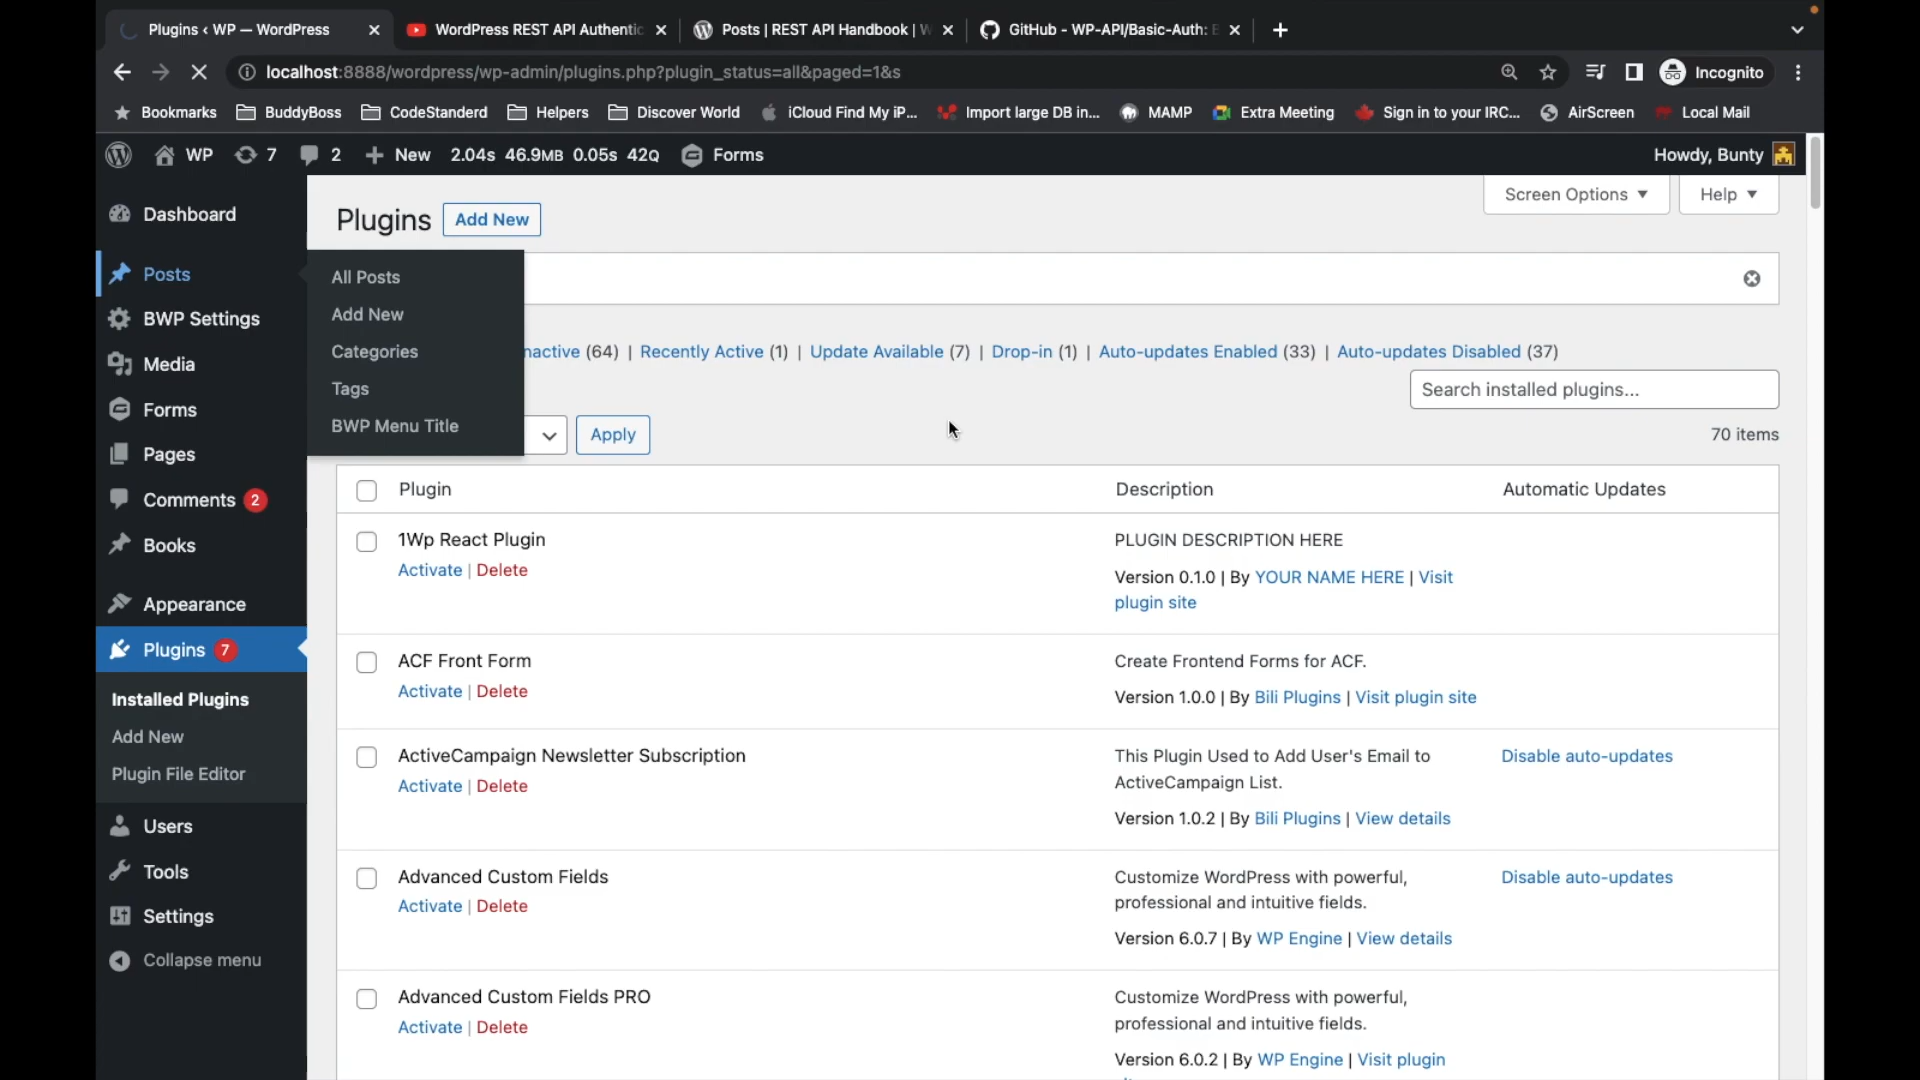 Plugins ‹ WP — WordPress
WordPress REST API Authentic
Posts | REST API Handbook | W
GitHub - WP-API/Basic-Auth: B
localhost:8888/wordpress/wp-admin/plugins.php?plugin_status=all&paged=1&s
Incognito
Bookmarks
BuddyBoss
CodeStanderd
Helpers
Discover World
iCloud Find My iP...
Import large DB in...
MAMP
Extra Meeting
Sign in to your IRC...
AirScreen
Local Mail
WP 7 2 New 2.04s 46.9MB 0.05s 42Q Forms
Howdy, Bunty
Dashboard
Posts
BWP Settings
Media
Forms
Pages
Comments 2
Books
Appearance
Plugins 7
Installed Plugins
Add New
Plugin File Editor
Users
Tools
Settings
Collapse menu
All Posts
Add New
Categories
Tags
BWP Menu Title
Screen Options ▼
Help ▼
Plugins Add New
nactive (64) | Recently Active (1) | Update Available (7) | Drop-in (1) | Auto-updates Enabled (33) | Auto-updates Disabled (37)
Search installed plugins...
Apply
70 items
Plugin Description Automatic Updates
1Wp React Plugin
Activate | Delete
PLUGIN DESCRIPTION HERE
Version 0.1.0 | By YOUR NAME HERE | Visit
plugin site
ACF Front Form
Activate | Delete
Create Frontend Forms for ACF.
Version 1.0.0 | By Bili Plugins | Visit plugin site
ActiveCampaign Newsletter Subscription
Activate | Delete
This Plugin Used to Add User's Email to
ActiveCampaign List.
Version 1.0.2 | By Bili Plugins | View details
Disable auto-updates
Advanced Custom Fields
Activate | Delete
Customize WordPress with powerful,
professional and intuitive fields.
Version 6.0.7 | By WP Engine | View details
Disable auto-updates
Advanced Custom Fields PRO
Activate | Delete
Customize WordPress with powerful,
professional and intuitive fields.
Version 6.0.2 | By WP Engine | Visit plugin